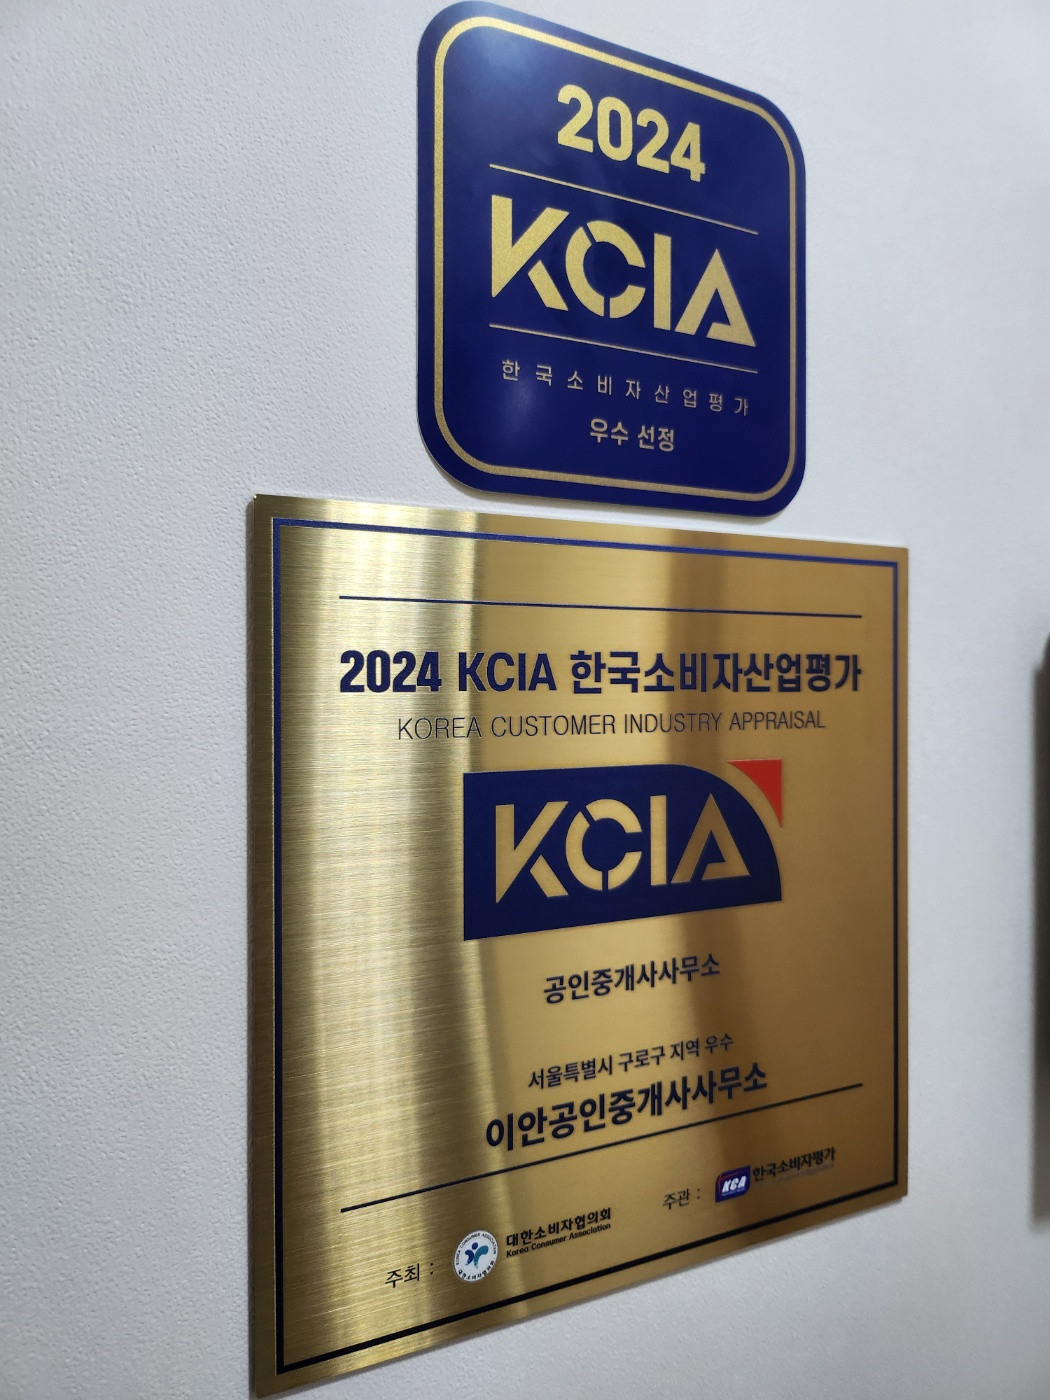 2024
KCIA
한국소비자산업평가
우수 선정
2024 KCIA 한국소비자산업평가
KOREA CUSTOMER INDUSTRY APPRAISAL
KCIA
공인중개사사무소
서울특별시 구로구 지역 우수
이안공인중개사사무소
주최 :
대한소비자협의회
Korea Consumer Association
주관 :
KCA
한국소비자평가